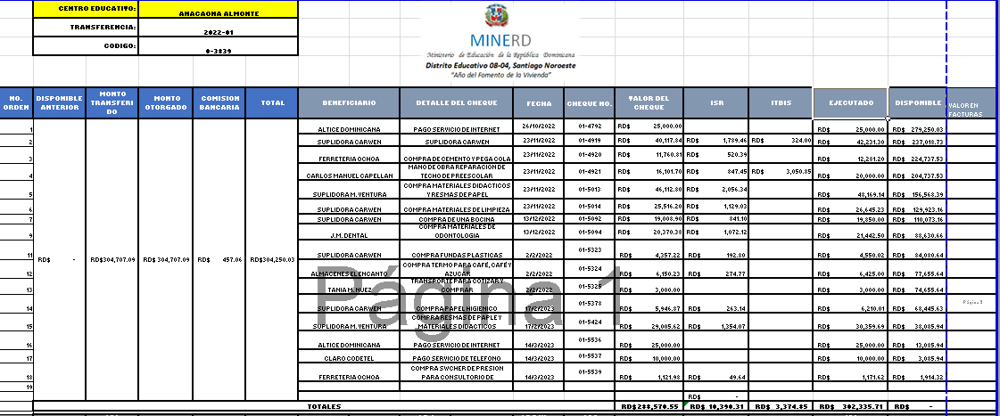 CENTRO EDUCATIVO: ANACAONA ALMONTE
TRANSFERENCIA: 2022-01
CODIGO: 0-3839
MINERD
Ministerio de Educación de la República Dominicana
Distrito Educativo 08-04, Santiago Noroeste
"Año del Fomento de la Vivienda"
NO. ORDEN DISPONIBLE ANTERIOR MONTO TRANSFERIDO MONTO OTORGADO COMISION BANCARIA TOTAL BENEFICIARIO DETALLE DEL CHEQUE FECHA CHEQUE NO. VALOR DEL CHEQUE ISR ITBIS EJECUTADO DISPONIBLE VALOR EN FACTURAS
1 ALTICE DOMINICANA PAGO SERVICIO DE INTERNET 26/10/2022 01-4792 RD$ 25,000.00 RD$ 25,000.00 RD$ 279,250.03
2 SUPLIDORA CARWEN SUPLIDORA CARWEN 23/11/2022 01-4919 RD$ 40,117.84 RD$ 1,789.46 RD$ 324.00 RD$ 42,231.30 RD$ 237,018.73
3 FERRETERIA OCHOA COMPRA DE CEMENTO Y PEGA COLA 23/11/2022 01-4920 RD$ 11,760.81 RD$ 520.39 RD$ 12,281.20 RD$ 224,737.53
4 CARLOS MANUEL CAPELLAN MANO DE OBRA REPARACION DE TECHO DE PREESCOLAR 23/11/2022 01-4921 RD$ 16,101.70 RD$ 847.45 RD$ 3,050.85 RD$ 20,000.00 RD$ 204,737.53
5 SUPLIDORA M. VENTURA COMPRA MATERIALES DIDACTICOS Y RESMAS DE PAPEL 23/11/2022 01-5013 RD$ 46,112.80 RD$ 2,056.34 RD$ 48,169.14 RD$ 156,568.39
6 SUPLIDORA CARWEN COMPRA MATERIALES DE LIMPIEZA 23/11/2022 01-5014 RD$ 25,516.20 RD$ 1,129.03 RD$ 26,645.23 RD$ 129,923.16
7 SUPLIDORA CARWEN COMPRA DE UNA BOCINA 13/12/2022 01-5092 RD$ 19,008.90 RD$ 841.10 RD$ 19,850.00 RD$ 110,073.16
9 J.M. DENTAL COMPRA MATERIALES DE ODONTOLOGIA 13/12/2022 01-5094 RD$ 20,370.38 RD$ 1,072.12 RD$ 21,442.50 RD$ 88,630.66
11 SUPLIDORA CARWEN COMPRA FUNDAS PLASTICAS 2/2/2022 01-5323 RD$ 4,357.22 RD$ 192.80 RD$ 4,550.02 RD$ 84,080.64
RD$ - RD$304,707.09 RD$ 304,707.09 RD$ 457.06 RD$304,250.03
12 ALMACENES EL ENCANTO COMPRA TERMO PARA CAFÉ, CAFÉ Y AZUCAR 2/2/2022 01-5324 RD$ 6,150.23 RD$ 274.77 RD$ 6,425.00 RD$ 77,655.64
13 TANIA M. NUEZ TRANSPORTE PARA COTIZAR Y COMPRAR 2/2/2022 01-5325 RD$ 3,000.00 RD$ 3,000.00 RD$ 74,655.64
14 SUPLIDORA CARWEN COMPRA PAPEL HIGIENICO 17/2/2023 01-5378 RD$ 5,946.87 RD$ 263.14 RD$ 6,210.01 RD$ 68,445.63
15 SUPLIDORA M. VENTURA COMPRA RESMAS DE PAPLE Y MATERIALES DIDACTICOS 17/2/2023 01-5424 RD$ 29,005.62 RD$ 1,354.07 RD$ 30,359.69 RD$ 38,085.94
16 ALTICE DOMINICANA PAGO SERVICIO DE INTERNET 14/3/2023 01-5536 RD$ 25,000.00 RD$ 25,000.00 RD$ 13,085.94
17 CLARO CODETEL PAGO SERVICIO DE TELEFONO 14/3/2023 01-5537 RD$ 10,000.00 RD$ 10,000.00 RD$ 3,085.94
18 FERRETERIA OCHOA COMPRA SWCHER DE PRESION PARA CONSULTORIO DE 14/3/2023 01-5539 RD$ 1,121.98 RD$ 49.64 RD$ 1,171.62 RD$ 1,914.32
19
RD$ -
TOTALES RD$288,570.55 RD$ 10,390.31 RD$ 3,374.85 RD$ 302,335.71 RD$ -
Página 1